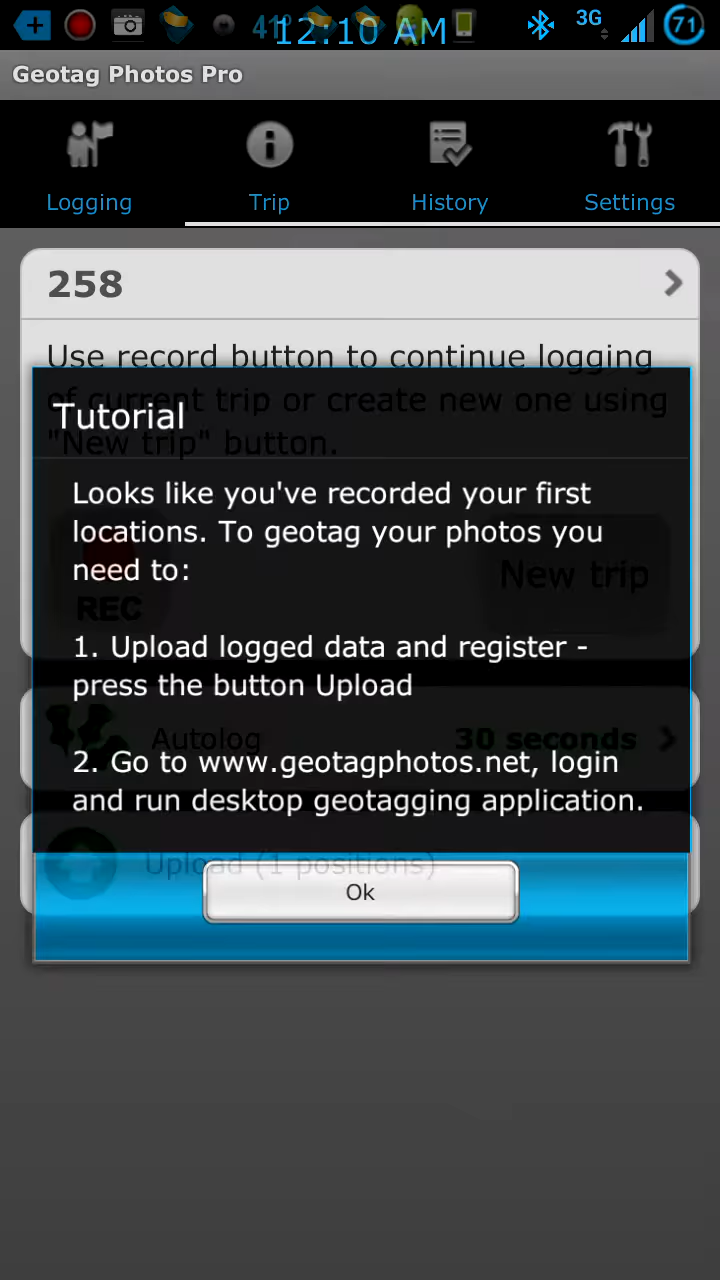 41°
12:10 AM
3G
71
Geotag Photos Pro
Logging
Trip
History
Settings
258
Use record button to continue logging
of current trip or create new one using
"New trip" button.
Tutorial
Looks like you've recorded your first
locations. To geotag your photos you
need to:
1. Upload logged data and register -
press the button Upload
2. Go to www.geotagphotos.net, login
and run desktop geotagging application.
REC
New trip
Autolog
30 seconds
Upload (1 positions)
Ok